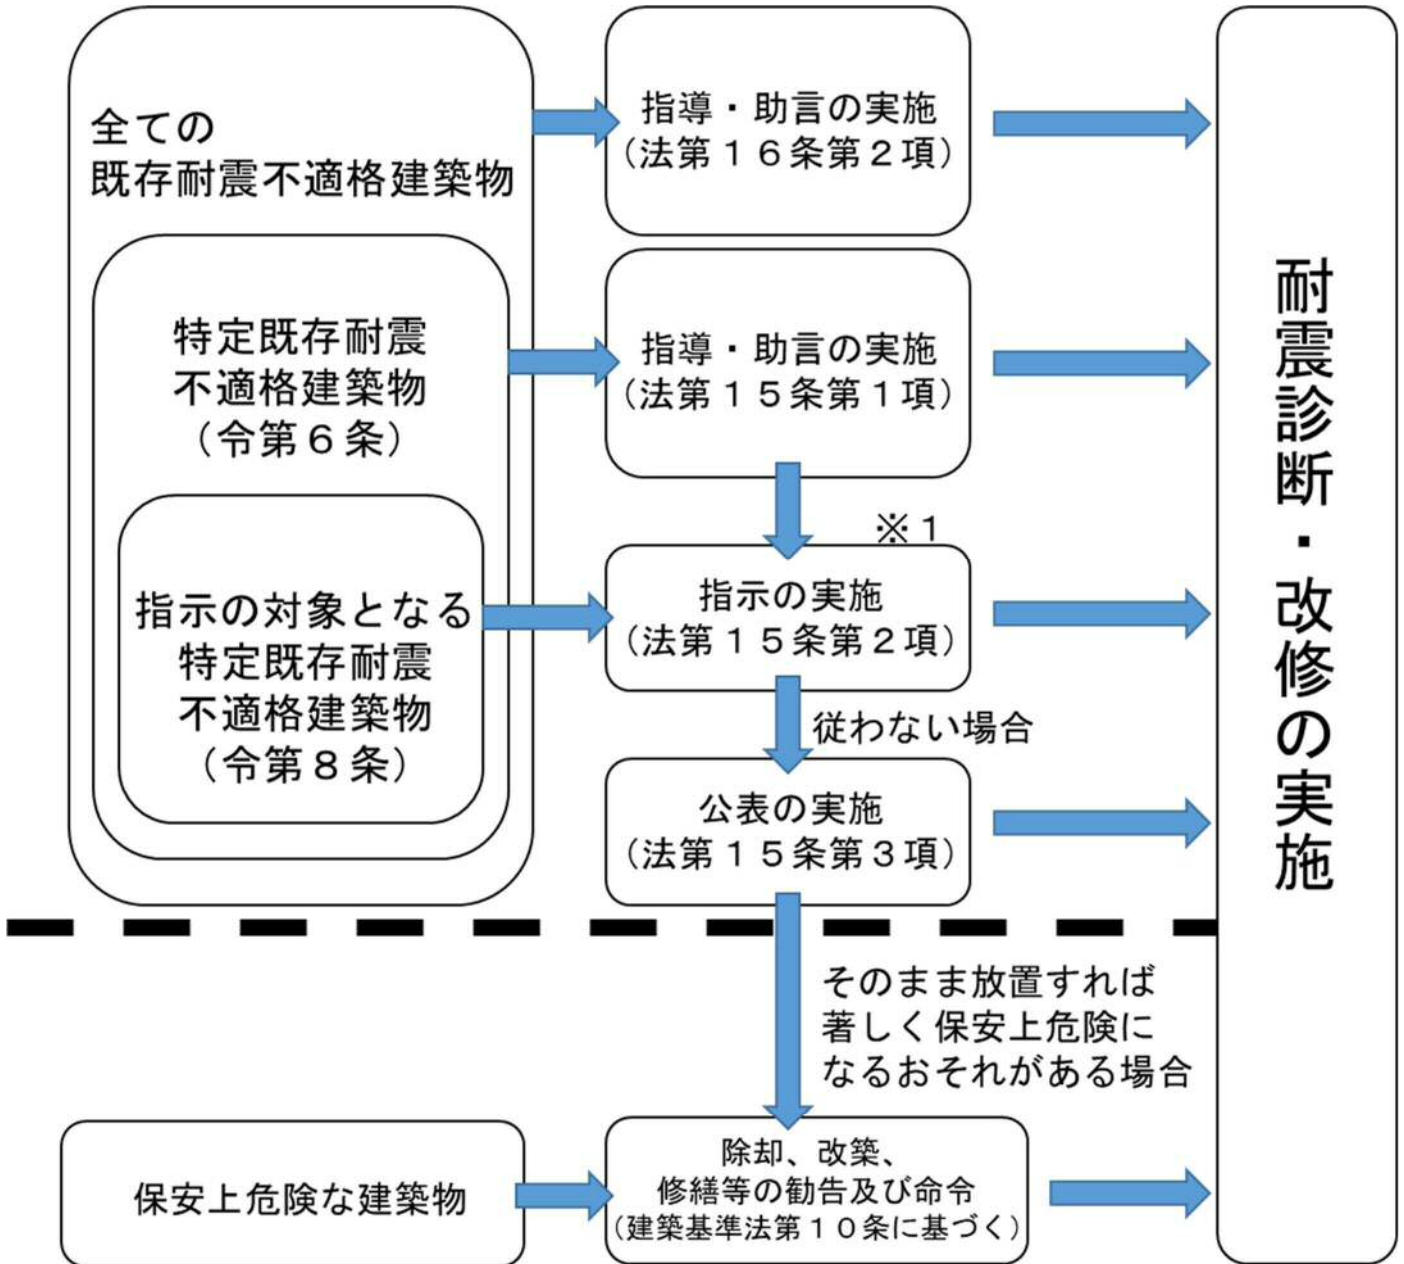 全ての
既存耐震不適格建築物
指導・助言の実施
（法第１６条第２項）
特定既存耐震
不適格建築物
（令第６条）
指導・助言の実施
（法第１５条第１項）
※１
指示の対象となる
特定既存耐震
不適格建築物
（令第８条）
指示の実施
（法第１５条第２項）
従わない場合
公表の実施
（法第１５条第３項）
そのまま放置すれば
著しく保安上危険に
なるおそれがある場合
保安上危険な建築物
除却、改築、
修繕等の勧告及び命令
（建築基準法第１０条に基づく）
耐震診断・改修の実施